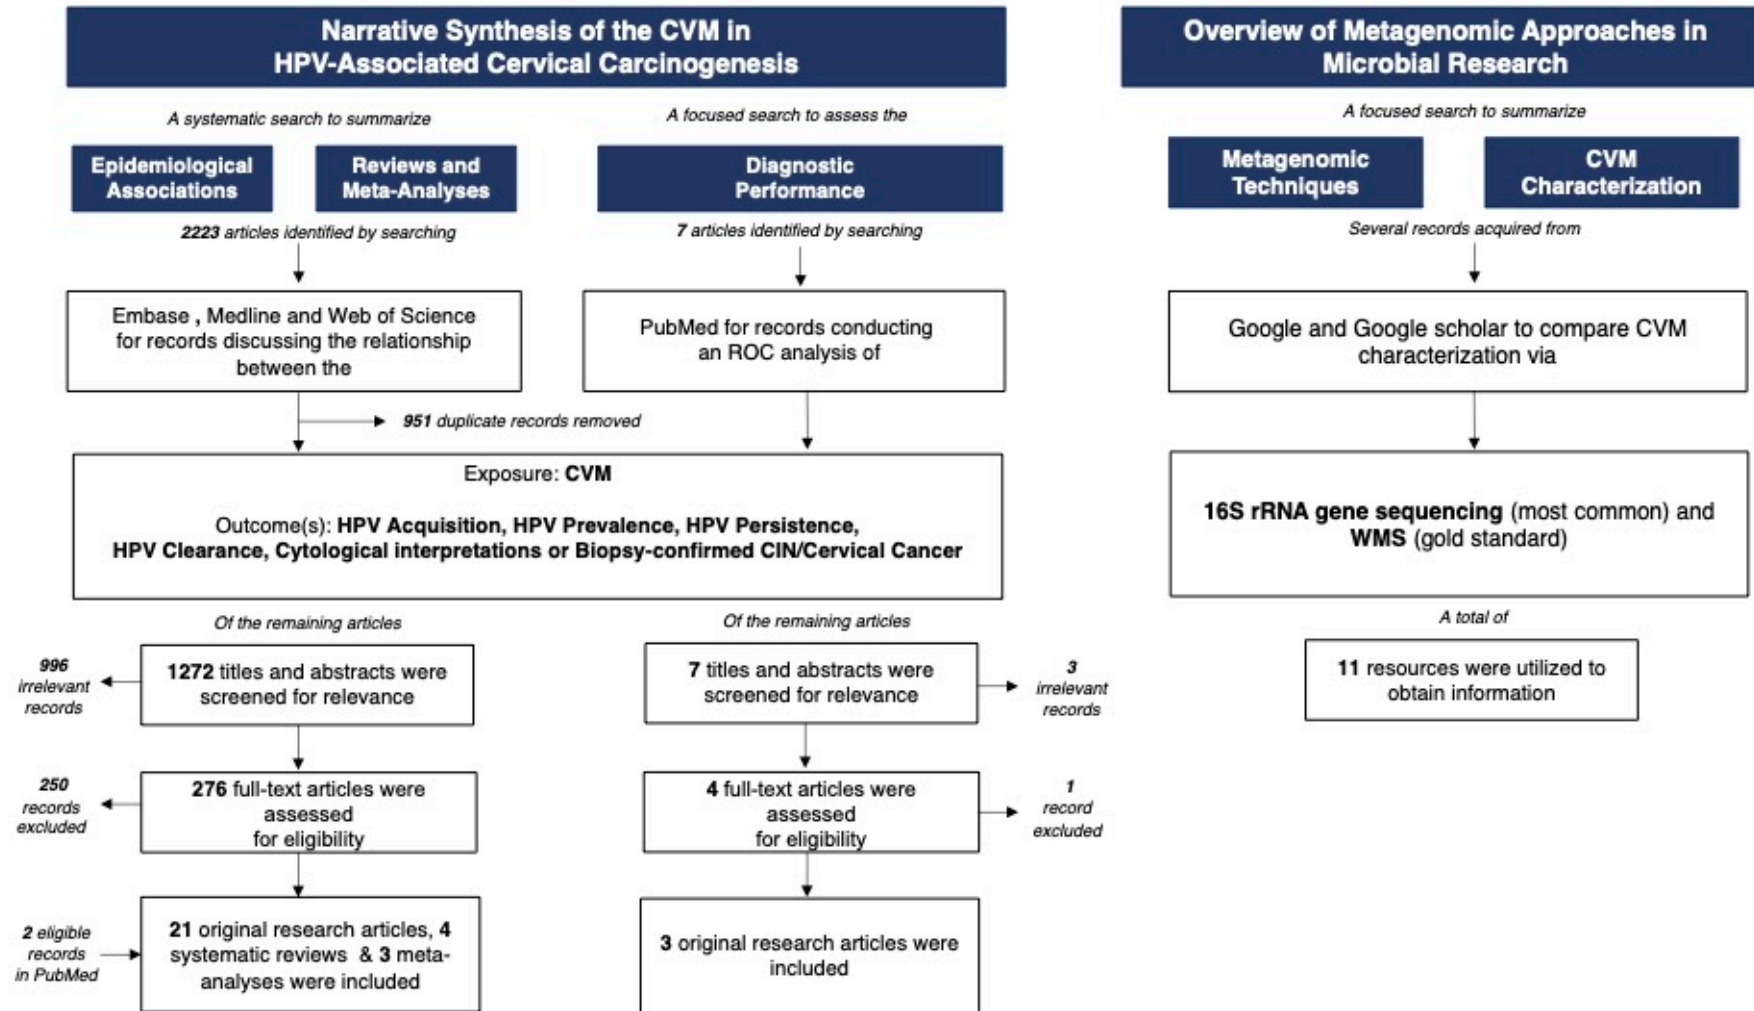 Narrative Synthesis of the CVM in
HPV-Associated Cervical Carcinogenesis
A systematic search to summarize
Epidemiological
Associations
Reviews and
Meta-Analyses
2223 articles identified by searching
Embase , Medline and Web of Science
for records discussing the relationship
between the
951 duplicate records removed
A focused search to assess the
Diagnostic
Performance
7 articles identified by searching
PubMed for records conducting
an ROC analysis of
Exposure: CVM
Outcome(s): HPV Acquisition, HPV Prevalence, HPV Persistence,
HPV Clearance, Cytological interpretations or Biopsy-confirmed CIN/Cervical Cancer
Of the remaining articles
1272 titles and abstracts were
screened for relevance
996
irrelevant
records
276 full-text articles were
assessed
for eligibility
250
records
excluded
2 eligible
records
in PubMed
21 original research articles, 4
systematic reviews & 3 meta-
analyses were included
Of the remaining articles
7 titles and abstracts were
screened for relevance
3
irrelevant
records
4 full-text articles were
assessed
for eligibility
1
record
excluded
3 original research articles were
included
Overview of Metagenomic Approaches in
Microbial Research
A focused search to summarize
Metagenomic
Techniques
CVM
Characterization
Several records acquired from
Google and Google scholar to compare CVM
characterization via
16S rRNA gene sequencing (most common) and
WMS (gold standard)
A total of
11 resources were utilized to
obtain information